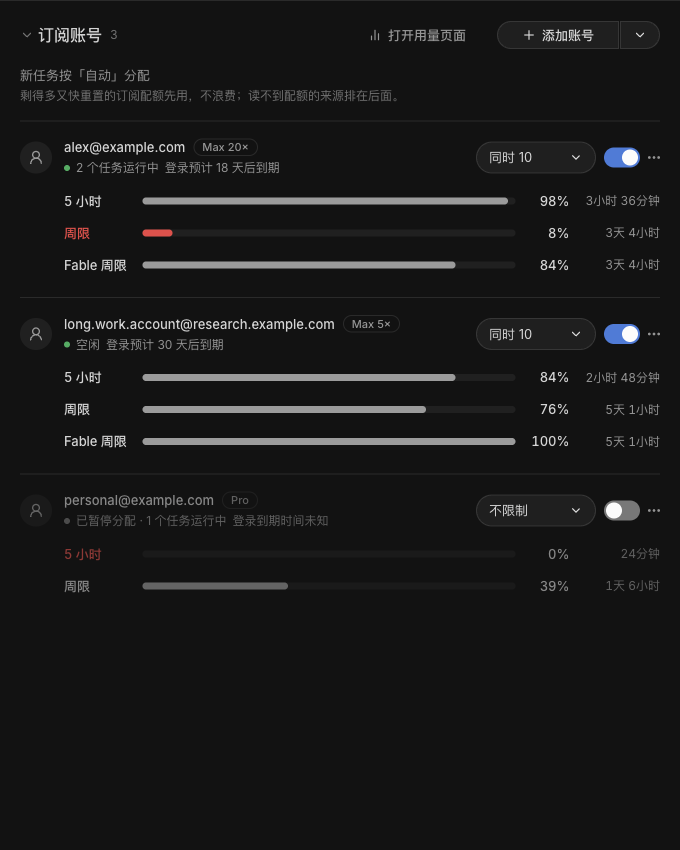 订阅账号 3 打开用量页面 + 添加账号
新任务按「自动」分配
剩得多又快重置的订阅配额先用，不浪费；读不到配额的来源排在后面。
alex@example.com Max 20× 同时 10
2 个任务运行中 登录预计 18 天后到期
5 小时 98% 3小时 36分钟
周限 8% 3天 4小时
Fable 周限 84% 3天 4小时
long.work.account@research.example.com Max 5× 同时 10
空闲 登录预计 30 天后到期
5 小时 84% 2小时 48分钟
周限 76% 5天 1小时
Fable 周限 100% 5天 1小时
personal@example.com Pro 不限制
已暂停分配 · 1 个任务运行中 登录到期时间未知
5 小时 0% 24分钟
周限 39% 1天 6小时